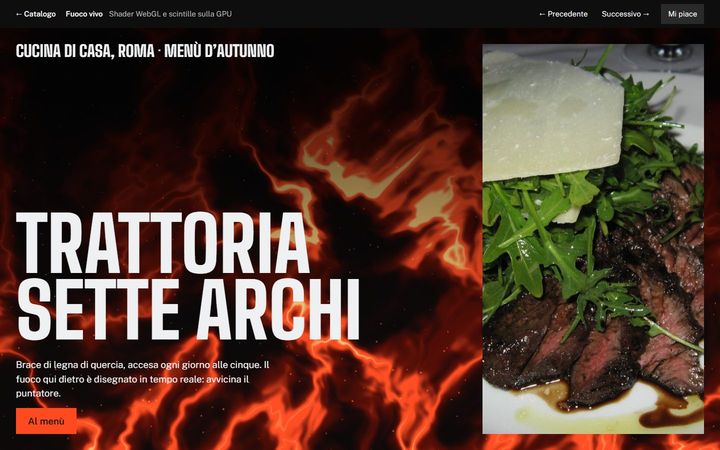 ← Catalogo Fuoco vivo Shader WebGL e scintille sulla GPU ← Precedente Successivo → Mi piace
CUCINA DI CASA, ROMA · MENÙ D’AUTUNNO
TRATTORIA
SETTE ARCHI
Brace di legna di quercia, accesa ogni giorno alle cinque. Il
fuoco qui dietro è disegnato in tempo reale: avvicina il
puntatore.
Al menù